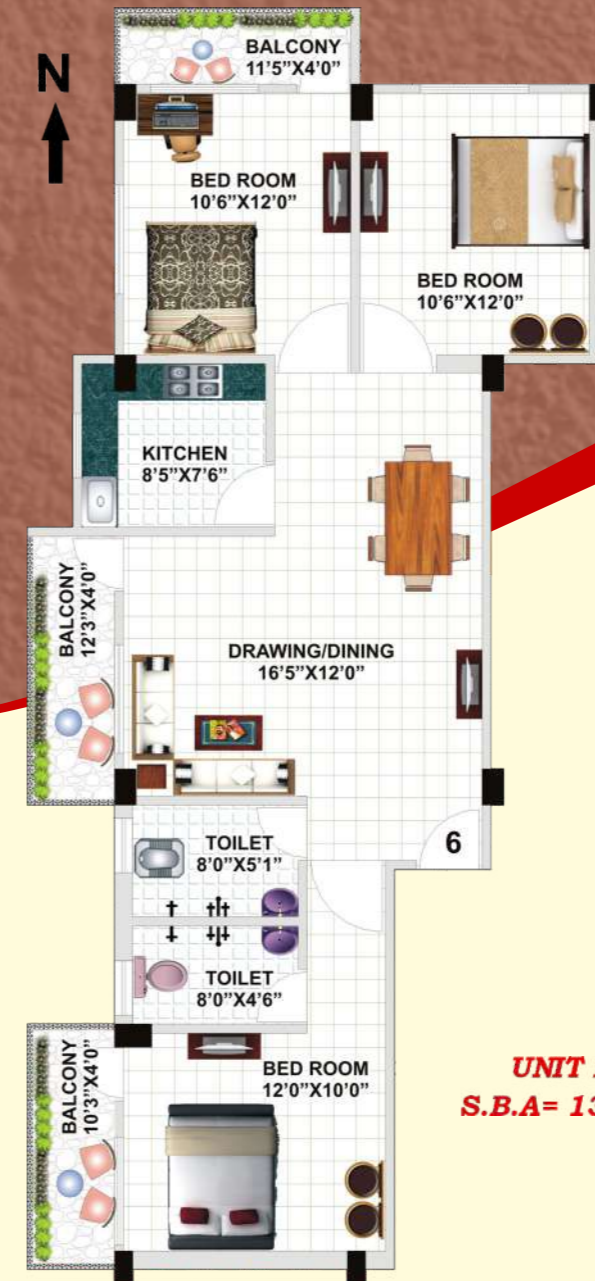 BALCONY
11’5”X4’0”
N
BED ROOM
10’6”X12’0”
BED ROOM
10’6”X12’0”
KITCHEN
8’5”X7’6”
BALCONY
12’3”X4’0”
DRAWING/DINING
16’5”X12’0”
TOILET
8’0”X5’1”
6
TOILET
8’0”X4’6”
BALCONY
10’3”X4’0”
BED ROOM
12’0”X10’0”
UNIT
S.B.A= 13